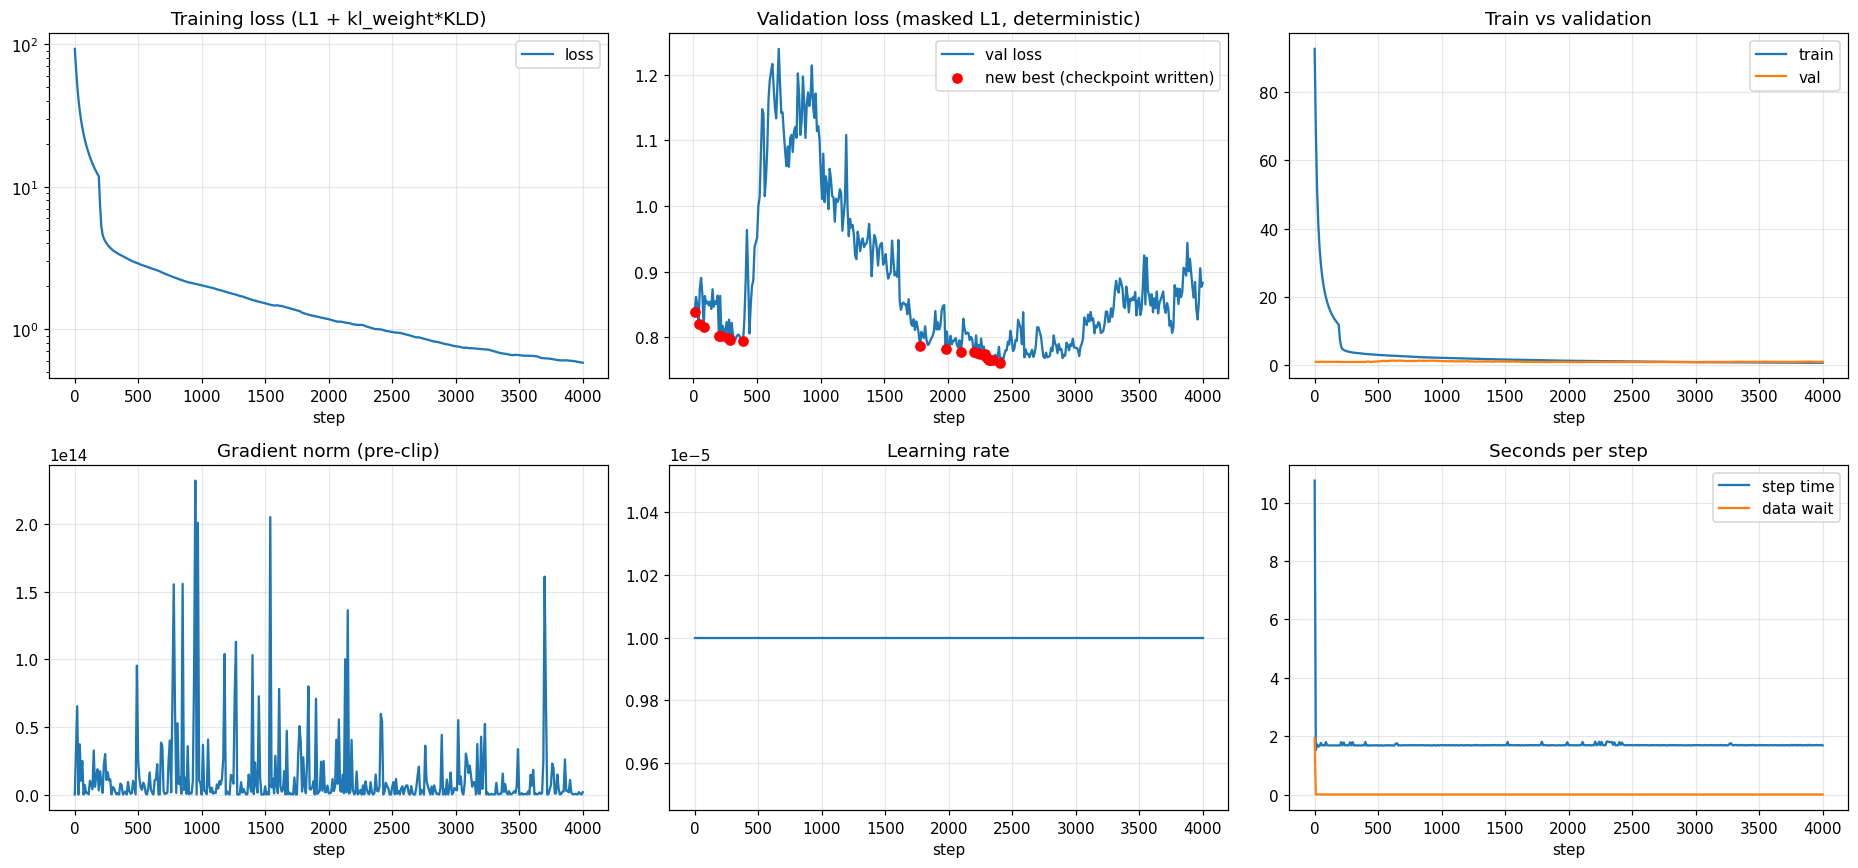 Training loss (L1 + kl_weight*KLD)
10²
10¹
10⁰
loss
0 500 1000 1500 2000 2500 3000 3500 4000
step
Validation loss (masked L1, deterministic)
1.2
1.1
1.0
0.9
0.8
val loss
new best (checkpoint written)
0 500 1000 1500 2000 2500 3000 3500 4000
step
Train vs validation
80
60
40
20
0
train
val
0 500 1000 1500 2000 2500 3000 3500 4000
step
Gradient norm (pre-clip)
1e14
2.0
1.5
1.0
0.5
0.0
0 500 1000 1500 2000 2500 3000 3500 4000
step
Learning rate
1e−5
1.04
1.02
1.00
0.98
0.96
0 500 1000 1500 2000 2500 3000 3500 4000
step
Seconds per step
10
8
6
4
2
0
step time
data wait
0 500 1000 1500 2000 2500 3000 3500 4000
step